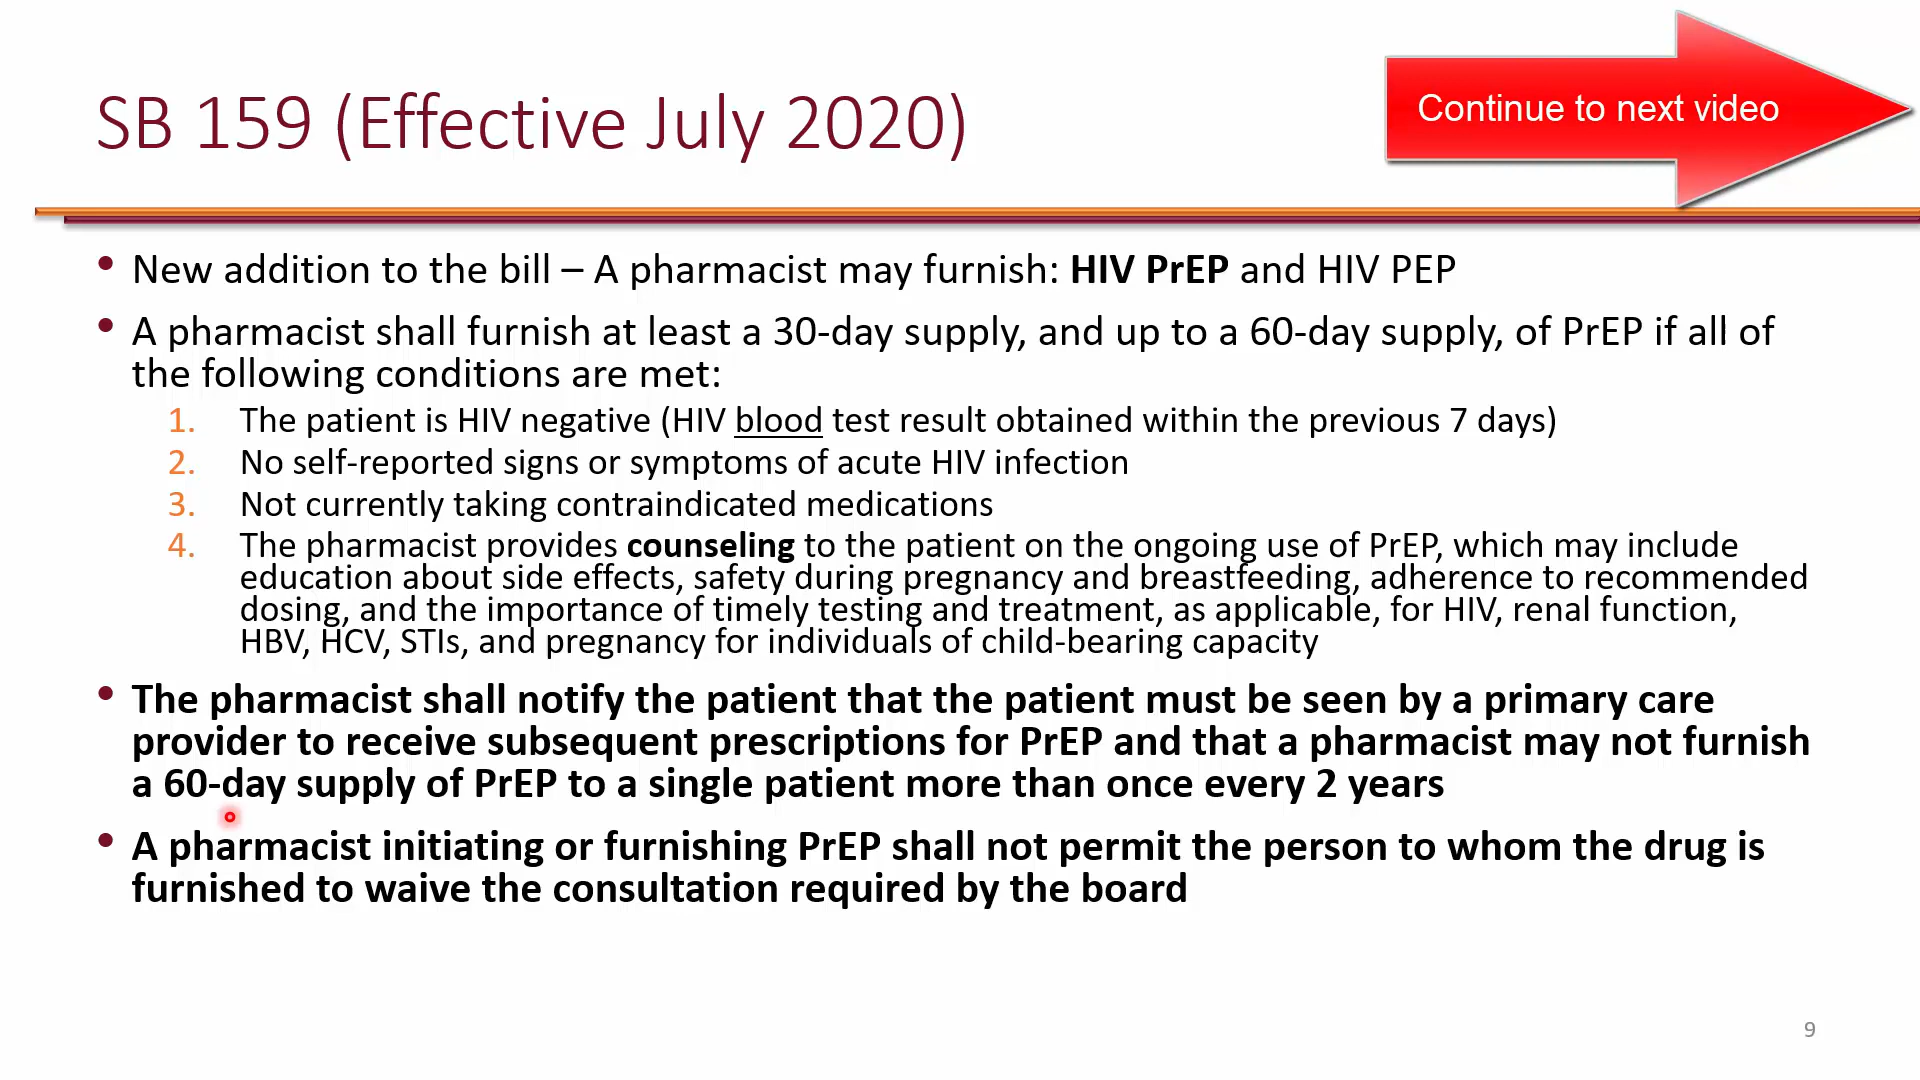 SB 159 (Effective July 2020)
Continue to next video
• New addition to the bill – A pharmacist may furnish: HIV PrEP and HIV PEP
• A pharmacist shall furnish at least a 30-day supply, and up to a 60-day supply, of PrEP if all of
the following conditions are met:
1. The patient is HIV negative (HIV blood test result obtained within the previous 7 days)
2. No self-reported signs or symptoms of acute HIV infection
3. Not currently taking contraindicated medications
4. The pharmacist provides counseling to the patient on the ongoing use of PrEP, which may include
education about side effects, safety during pregnancy and breastfeeding, adherence to recommended
dosing, and the importance of timely testing and treatment, as applicable, for HIV, renal function,
HBV, HCV, STIs, and pregnancy for individuals of child-bearing capacity
• The pharmacist shall notify the patient that the patient must be seen by a primary care
provider to receive subsequent prescriptions for PrEP and that a pharmacist may not furnish
a 60-day supply of PrEP to a single patient more than once every 2 years
• A pharmacist initiating or furnishing PrEP shall not permit the person to whom the drug is
furnished to waive the consultation required by the board
9